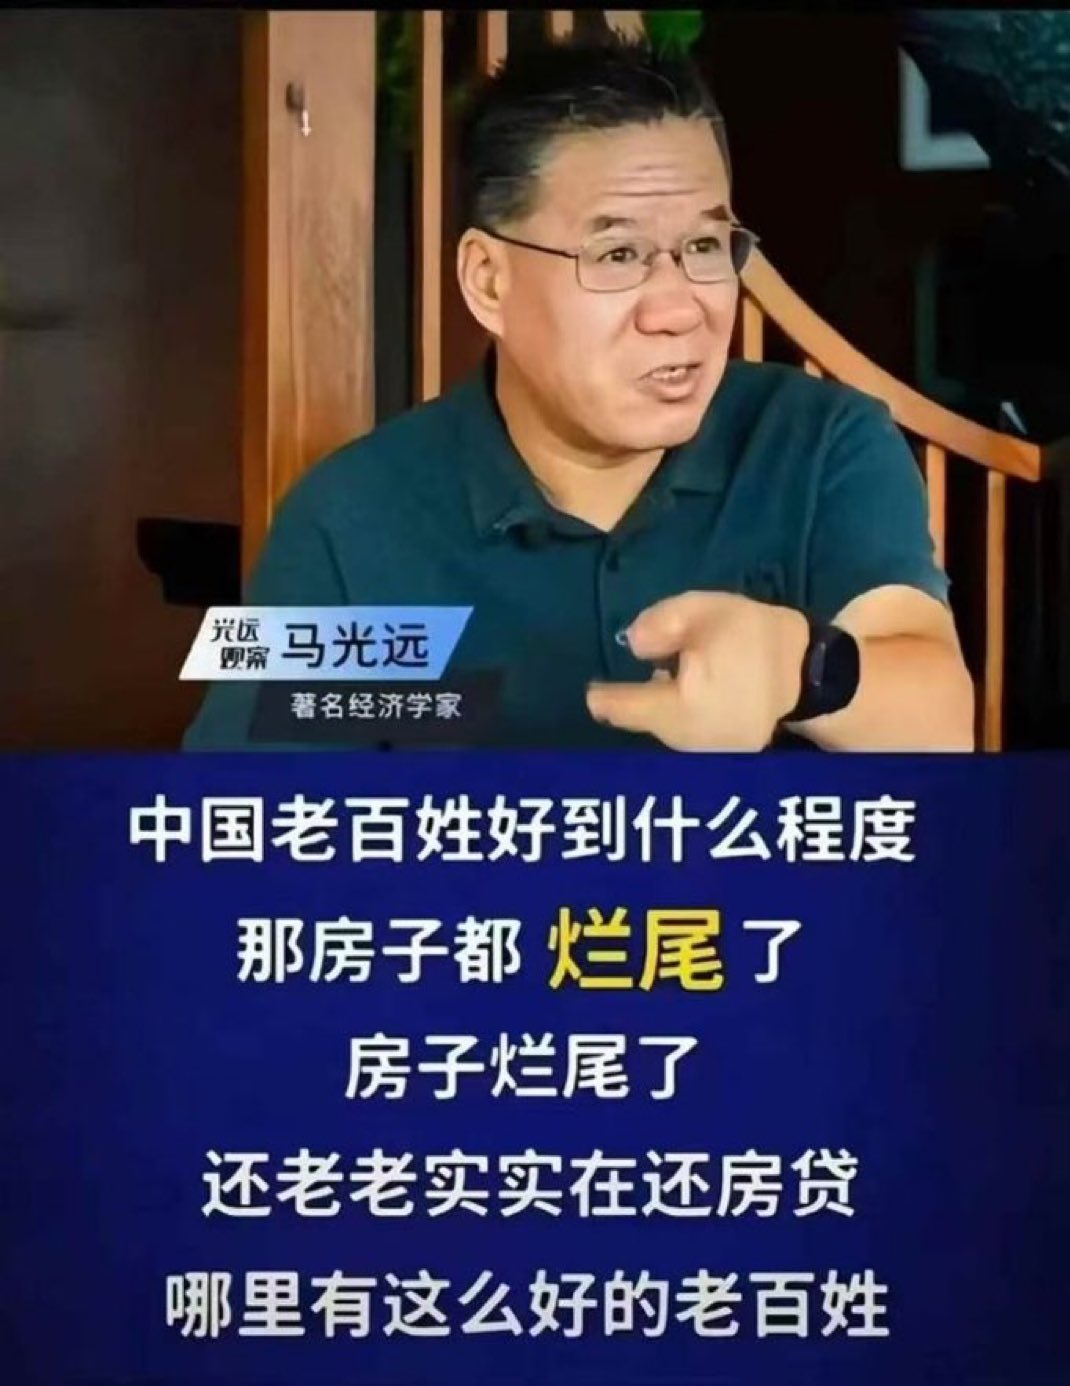 光远
观察
马光远
著名经济学家
中国老百姓好到什么程度
那房子都 烂尾 了
房子烂尾了
还老老实实在还房贷
哪里有这么好的老百姓